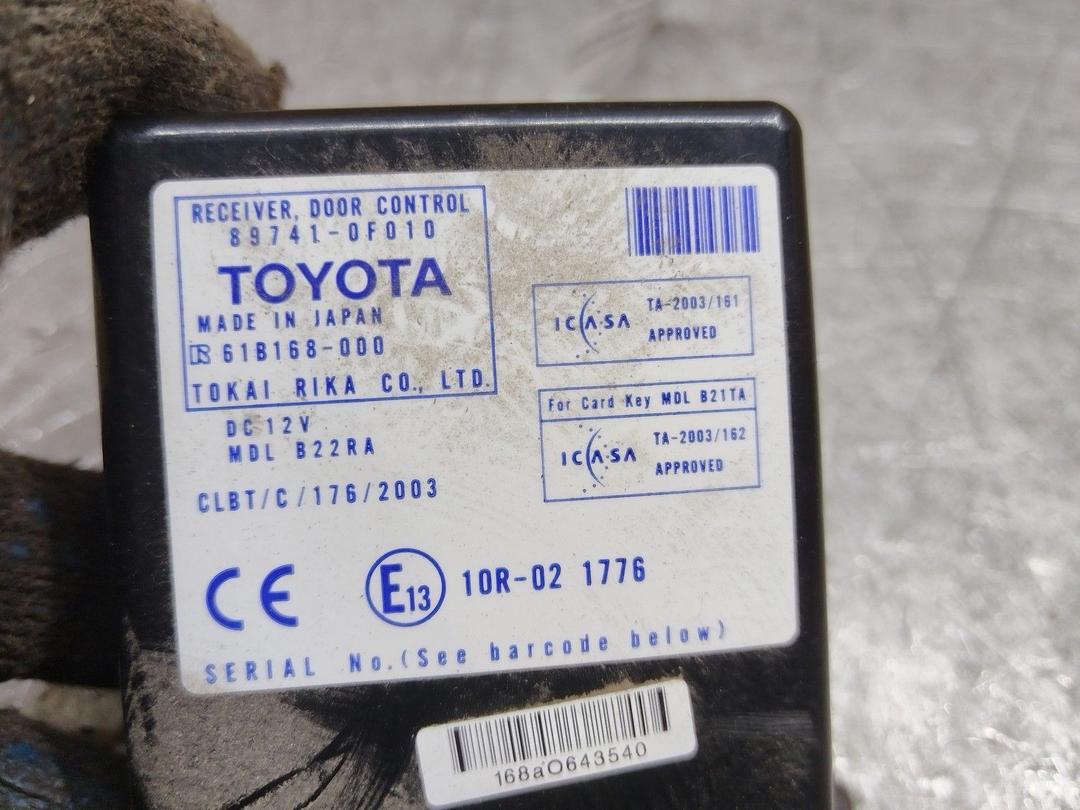 RECEIVER, DOOR CONTROL
89741-0F010
TOYOTA
MADE IN JAPAN
61B168-000
TOKAI RIKA CO., LTD.
DC 12V
MDL B22RA
CLBT/C/176/2003
ICASA TA-2003/161
APPROVED
For Card Key MDL B21TA
ICASA TA-2003/162
APPROVED
CE E13 10R-02 1776
SERIAL No.(See barcode below)
168aO643540